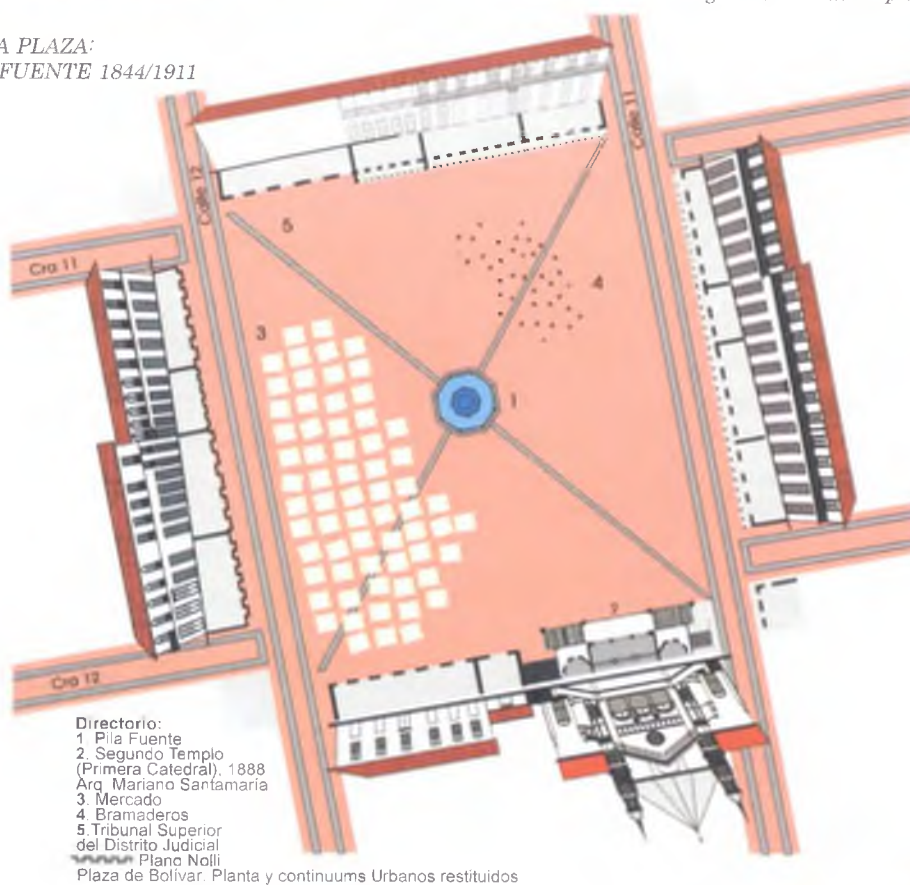 A PLAZA:
FUENTE 1844/1911
Calle 12
Calle 11
Cra 11
5
4
3
1
2
Cra 12
Directorio:
1. Pila Fuente
2. Segundo Templo
(Primera Catedral), 1888
Arq. Mariano Santamaria
3. Mercado
4. Bramaderos
5. Tribunal Superior
del Distrito Judicial
Plano Nolli
Plaza de Bolívar. Planta y continuums Urbanos restituidos